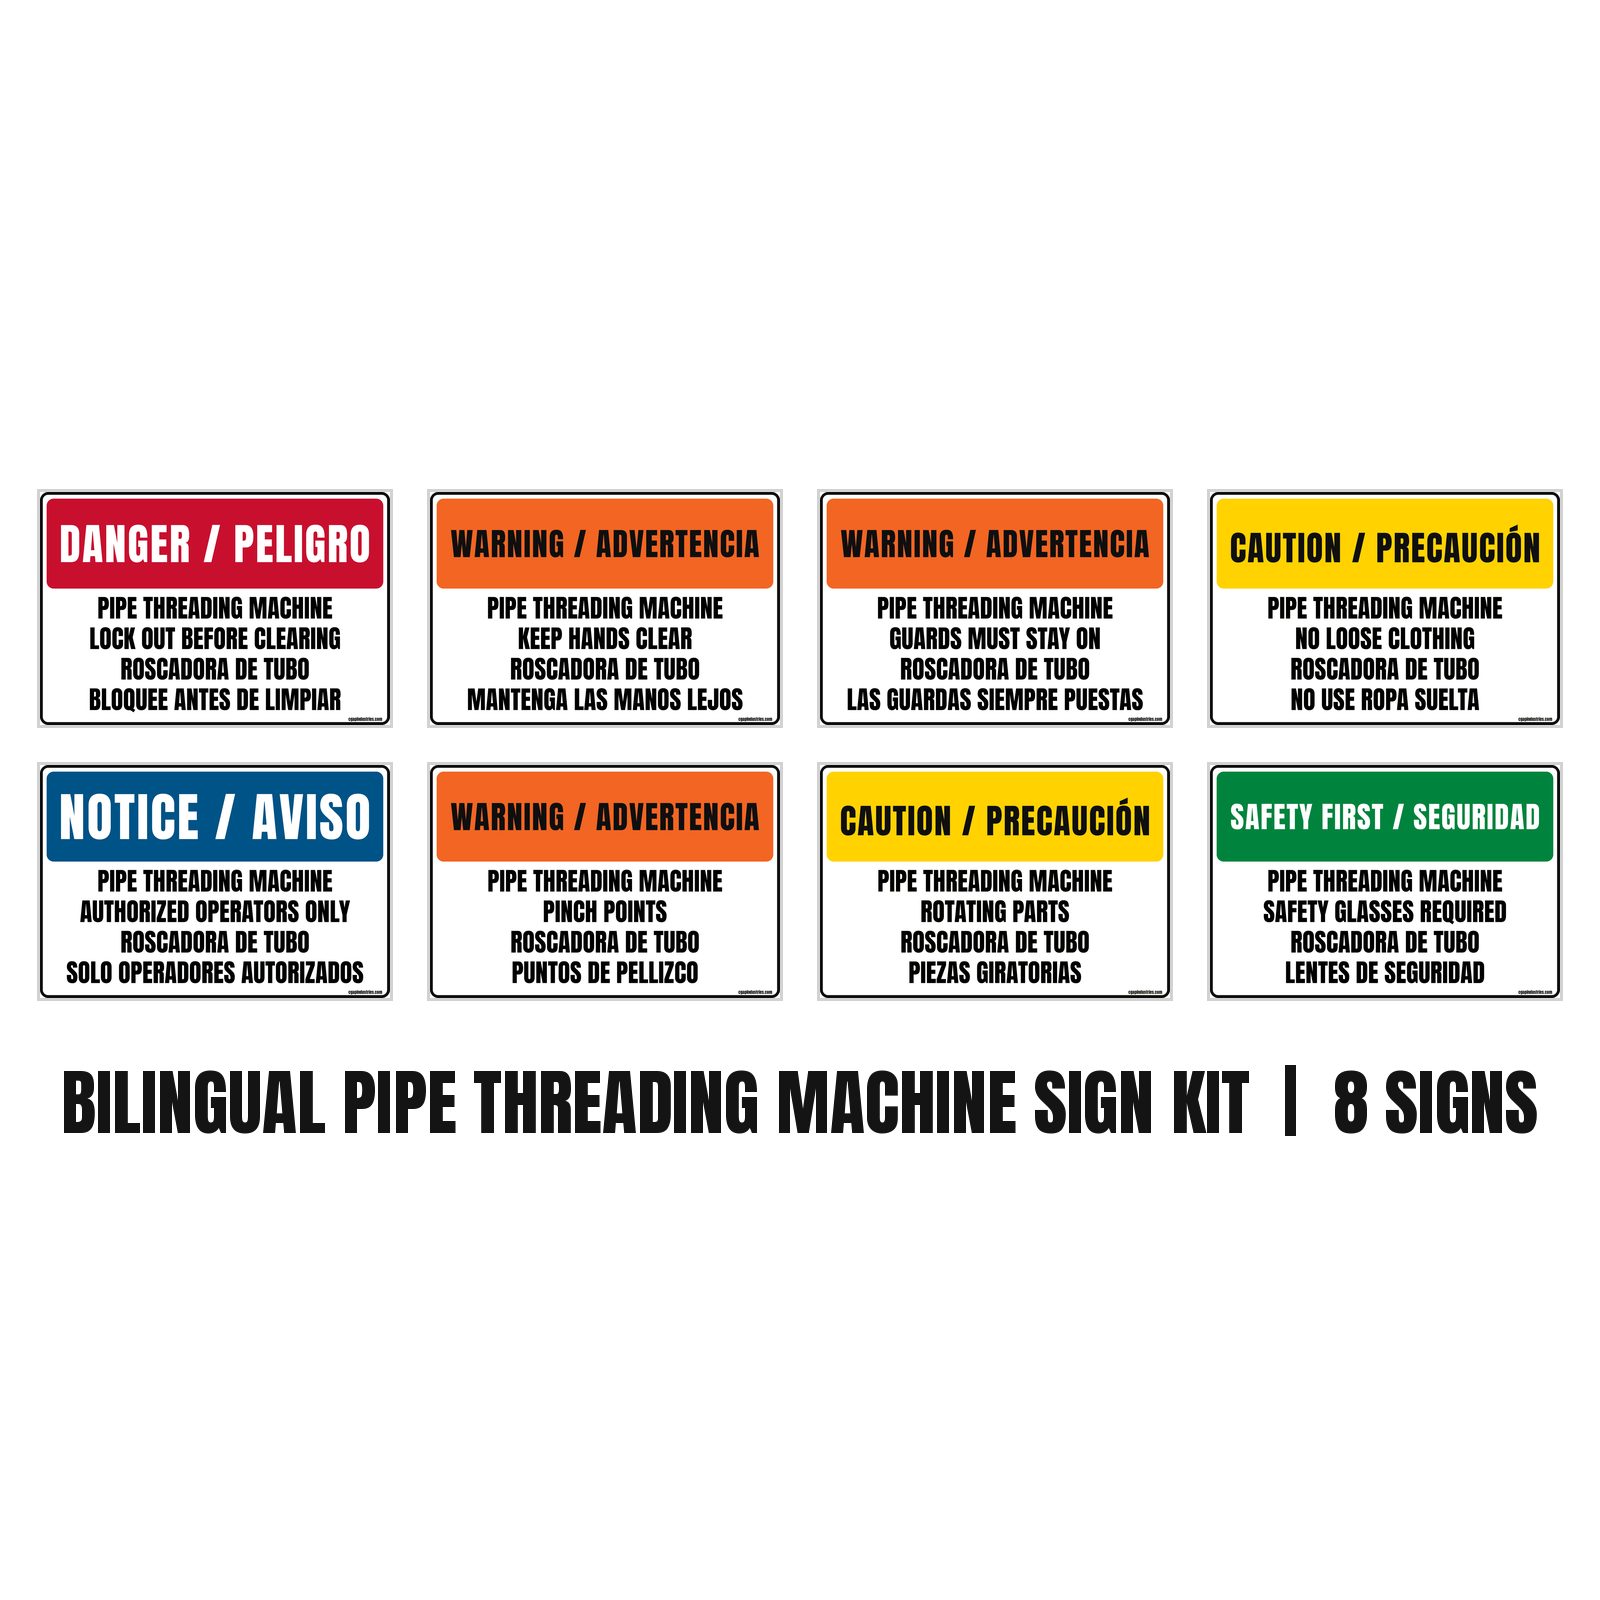 DANGER / PELIGRO
PIPE THREADING MACHINE
LOCK OUT BEFORE CLEARING
ROSCADORA DE TUBO
BLOQUEE ANTES DE LIMPIAR
cgaphindustries.com
WARNING / ADVERTENCIA
PIPE THREADING MACHINE
KEEP HANDS CLEAR
ROSCADORA DE TUBO
MANTENGA LAS MANOS LEJOS
WARNING / ADVERTENCIA
PIPE THREADING MACHINE
GUARDS MUST STAY ON
ROSCADORA DE TUBO
LAS GUARDAS SIEMPRE PUESTAS
CAUTION / PRECAUCIÓN
PIPE THREADING MACHINE
NO LOOSE CLOTHING
ROSCADORA DE TUBO
NO USE ROPA SUELTA
NOTICE / AVISO
PIPE THREADING MACHINE
AUTHORIZED OPERATORS ONLY
ROSCADORA DE TUBO
SOLO OPERADORES AUTORIZADOS
WARNING / ADVERTENCIA
PIPE THREADING MACHINE
PINCH POINTS
ROSCADORA DE TUBO
PUNTOS DE PELLIZCO
CAUTION / PRECAUCIÓN
PIPE THREADING MACHINE
ROTATING PARTS
ROSCADORA DE TUBO
PIEZAS GIRATORIAS
SAFETY FIRST / SEGURIDAD
PIPE THREADING MACHINE
SAFETY GLASSES REQUIRED
ROSCADORA DE TUBO
LENTES DE SEGURIDAD
BILINGUAL PIPE THREADING MACHINE SIGN KIT | 8 SIGNS